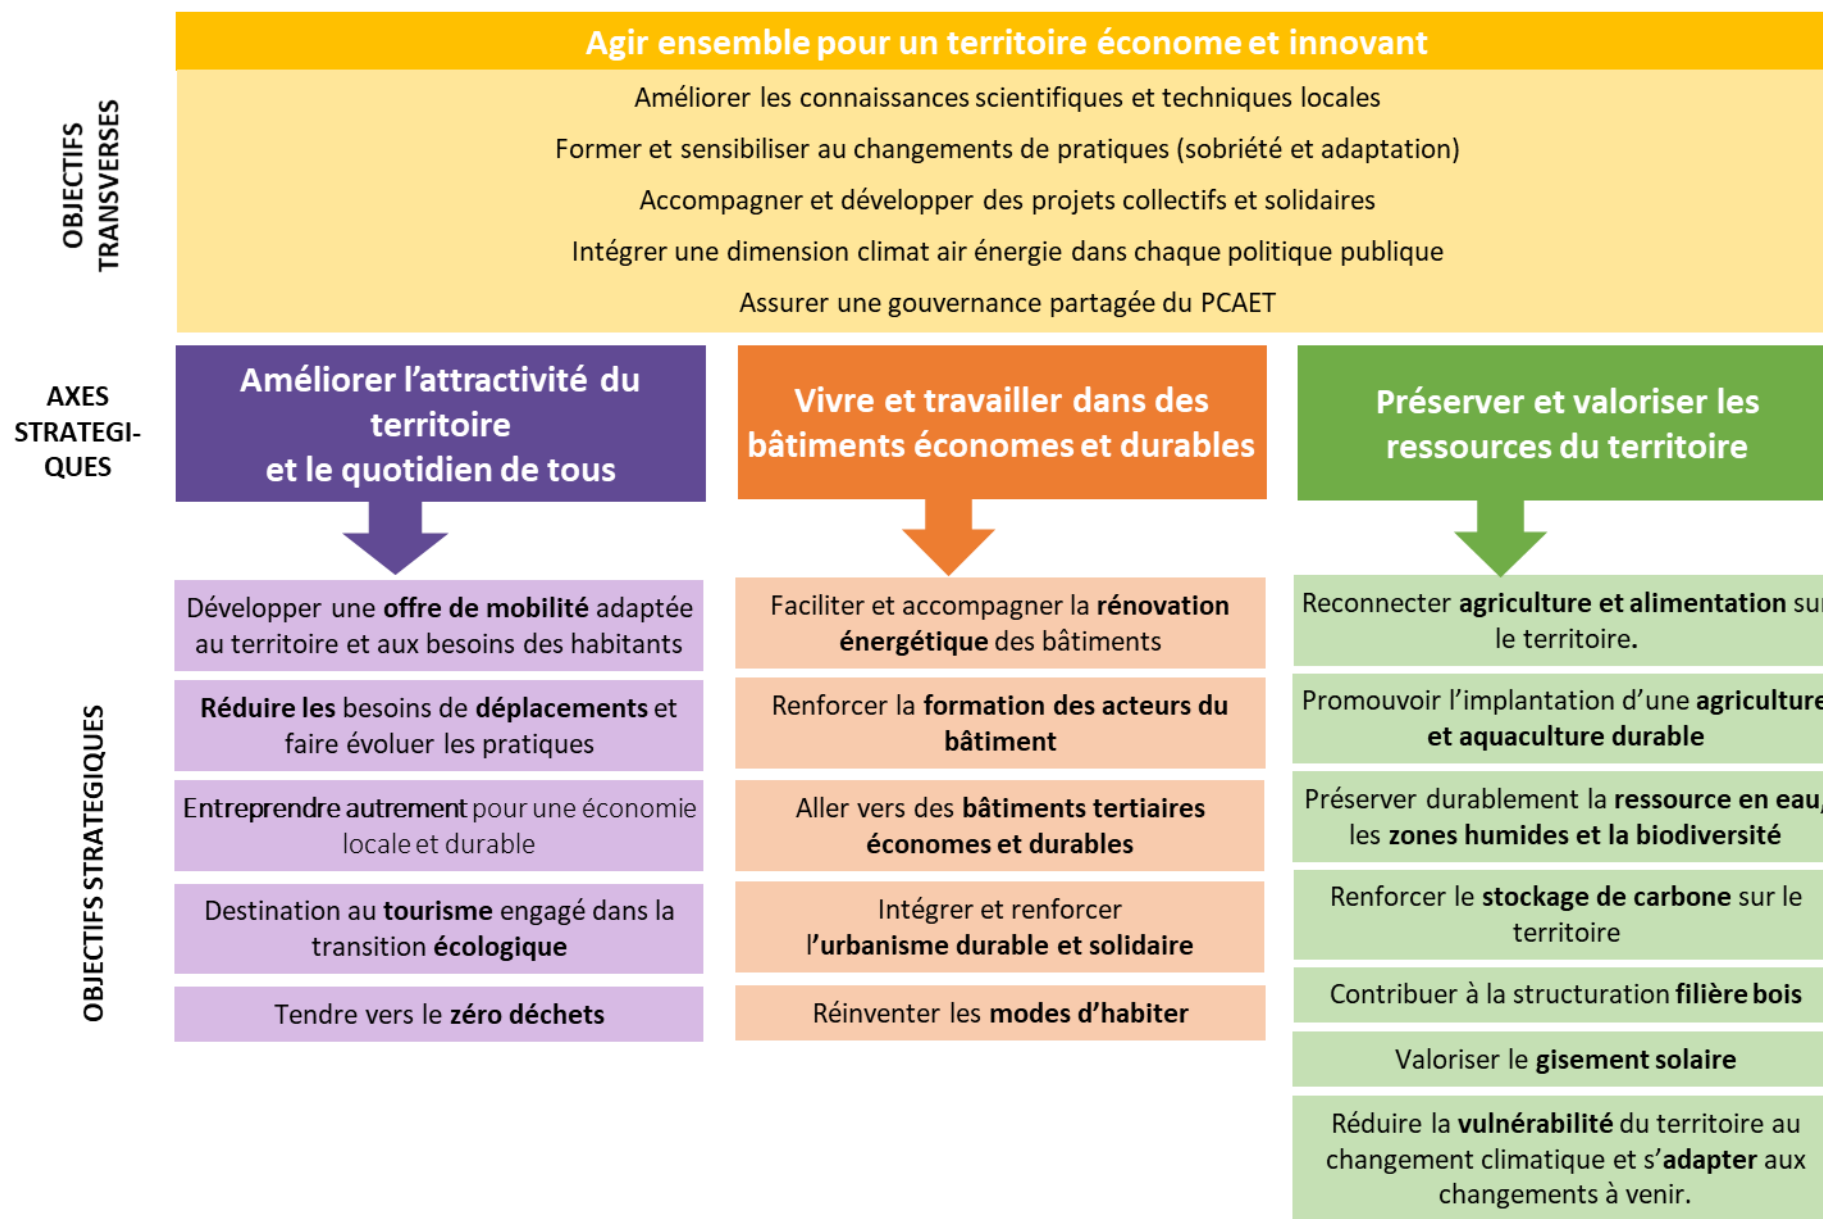 Agir ensemble pour un territoire économe et innovant
OBJECTIFS
TRANSVERSES
Améliorer les connaissances scientifiques et techniques locales
Former et sensibiliser au changements de pratiques (sobriété et adaptation)
Accompagner et développer des projets collectifs et solidaires
Intégrer une dimension climat air énergie dans chaque politique publique
Assurer une gouvernance partagée du PCAET
AXES
STRATEGI-
QUES
Améliorer l’attractivité du
territoire
et le quotidien de tous
Vivre et travailler dans des
bâtiments économes et durables
Préserver et valoriser les
ressources du territoire
OBJECTIFS STRATEGIQUES
Développer une offre de mobilité adaptée
au territoire et aux besoins des habitants
Réduire les besoins de déplacements et
faire évoluer les pratiques
Entreprendre autrement pour une économie
locale et durable
Destination au tourisme engagé dans la
transition écologique
Tendre vers le zéro déchets
Faciliter et accompagner la rénovation
énergétique des bâtiments
Renforcer la formation des acteurs du
bâtiment
Aller vers des bâtiments tertiaires
économes et durables
Intégrer et renforcer
l’urbanisme durable et solidaire
Réinventer les modes d’habiter
Reconnecter agriculture et alimentation sur
le territoire.
Promouvoir l’implantation d’une agriculture
et aquaculture durable
Préserver durablement la ressource en eau,
les zones humides et la biodiversité
Renforcer le stockage de carbone sur le
territoire
Contribuer à la structuration filière bois
Valoriser le gisement solaire
Réduire la vulnérabilité du territoire au
changement climatique et s’adapter aux
changements à venir.